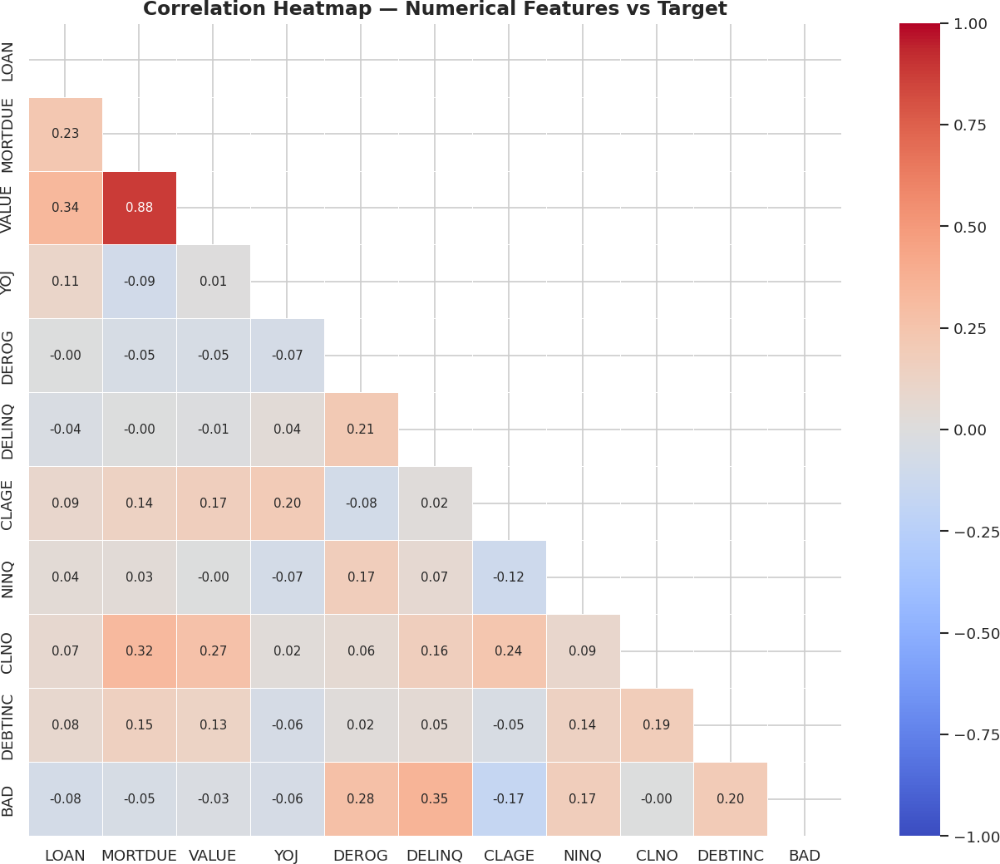 Correlation Heatmap — Numerical Features vs Target
LOAN
MORTDUE 0.23
VALUE 0.34 0.88
YOJ 0.11 -0.09 0.01
DEROG -0.00 -0.05 -0.05 -0.07
DELINQ -0.04 -0.00 -0.01 0.04 0.21
CLAGE 0.09 0.14 0.17 0.20 -0.08 0.02
NINQ 0.04 0.03 -0.00 -0.07 0.17 0.07 -0.12
CLNO 0.07 0.32 0.27 0.02 0.06 0.16 0.24 0.09
DEBTINC 0.08 0.15 0.13 -0.06 0.02 0.05 -0.05 0.14 0.19
BAD -0.08 -0.05 -0.03 -0.06 0.28 0.35 -0.17 0.17 -0.00 0.20
LOAN MORTDUE VALUE YOJ DEROG DELINQ CLAGE NINQ CLNO DEBTINC BAD
1.00
0.75
0.50
0.25
0.00
−0.25
−0.50
−0.75
−1.00